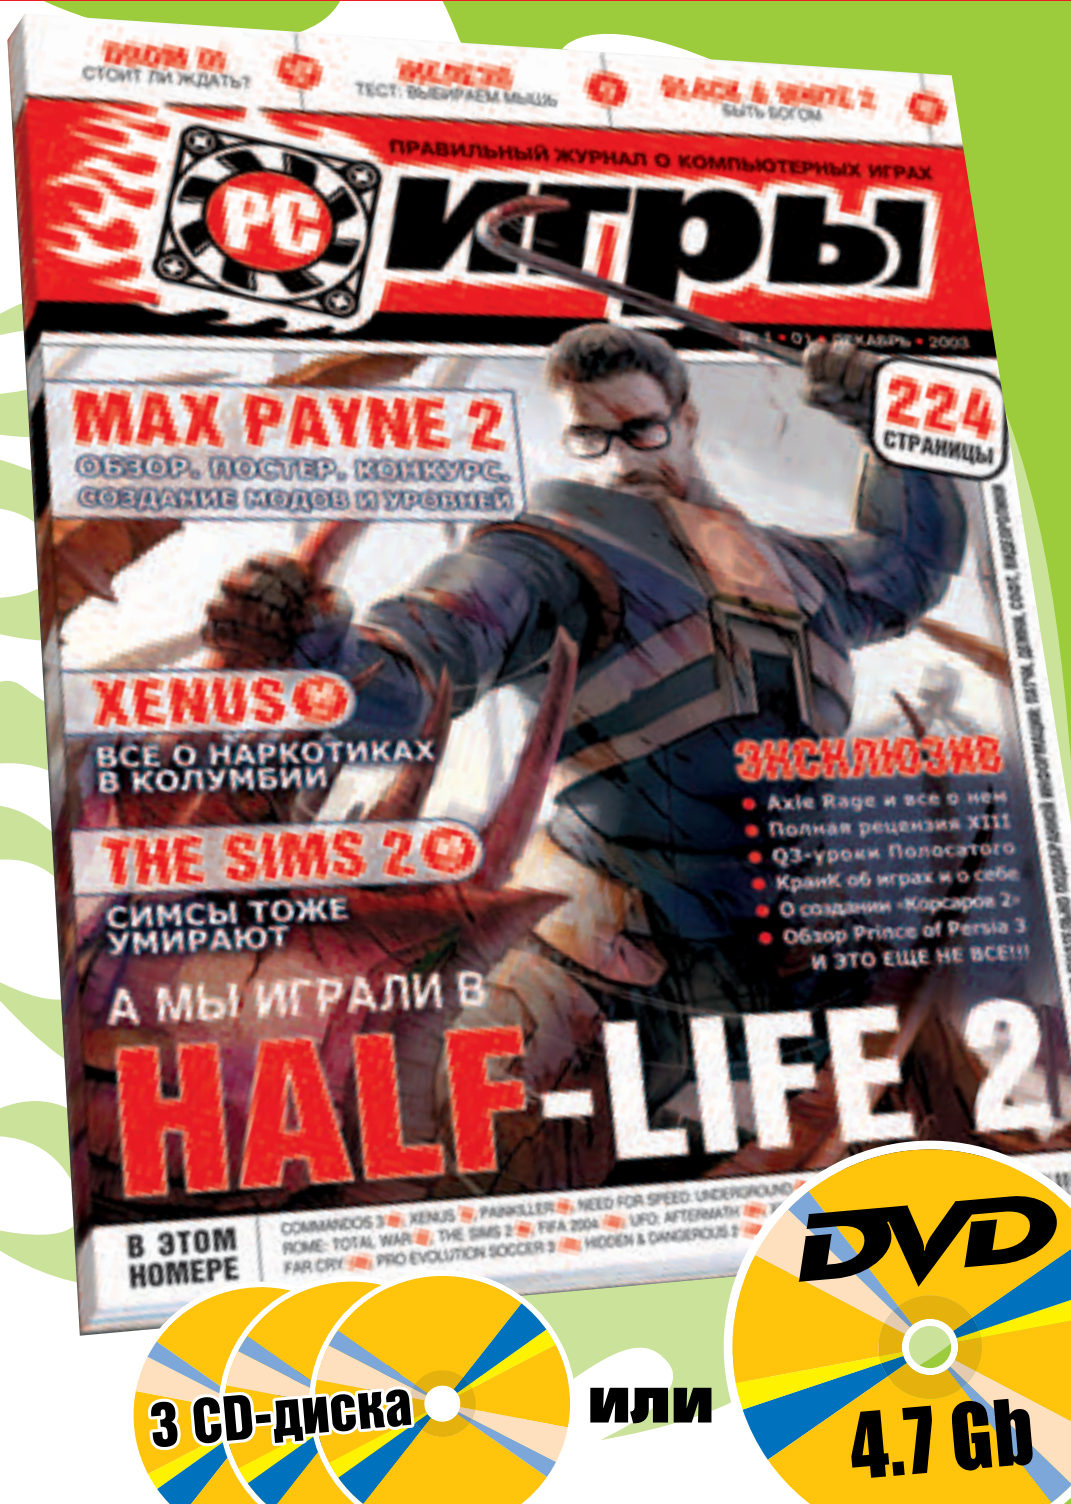 DOOM III
СТОИТ ЛИ ЖДАТЬ?
ТЕСТ: ВЫБИРАЕМ МЫШЬ
BLACK & WHITE 2
БЫТЬ БОГОМ
ПРАВИЛЬНЫЙ ЖУРНАЛ О КОМПЬЮТЕРНЫХ ИГРАХ
PC ИГРЫ
№ 1 • 01 • ДЕКАБРЬ • 2003
224
СТРАНИЦЫ
MAX PAYNE 2
ОБЗОР. ПОСТЕР. КОНКУРС.
СОЗДАНИЕ МОДОВ И УРОВНЕЙ
XENUS
ВСЕ О НАРКОТИКАХ
В КОЛУМБИИ
THE SIMS 2
СИМСЫ ТОЖЕ
УМИРАЮТ
ЭКСКЛЮЗИВ
Axle Rage и все о нем
Полная рецензия XIII
Q3-уроки Полосатого
КранК об играх и о себе
О создании «Корсаров 2»
Обзор Prince of Persia 3
И ЭТО ЕЩЕ НЕ ВСЕ!!!
А МЫ ИГРАЛИ В
HALF-LIFE 2
В ЭТОМ
НОМЕРЕ
COMMANDOS 3 XENUS PAINKILLER NEED FOR SPEED: UNDERGROUND
ROME: TOTAL WAR THE SIMS 2 FIFA 2004 UFO: AFTERMATH
FAR CRY PRO EVOLUTION SOCCER 3 HIDDEN & DANGEROUS 2
3 CD-диска
или
DVD
4.7 Gb